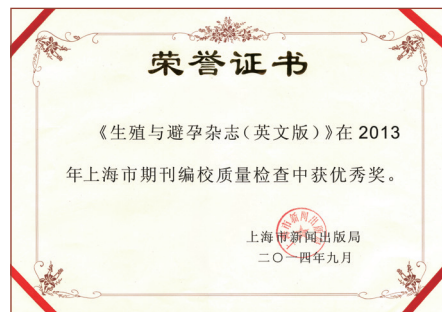 荣誉证书
《生殖与避孕杂志(英文版)》在 2013
年上海市期刊编校质量检查中获优秀奖。
上海市新闻出版局
二〇一四年九月